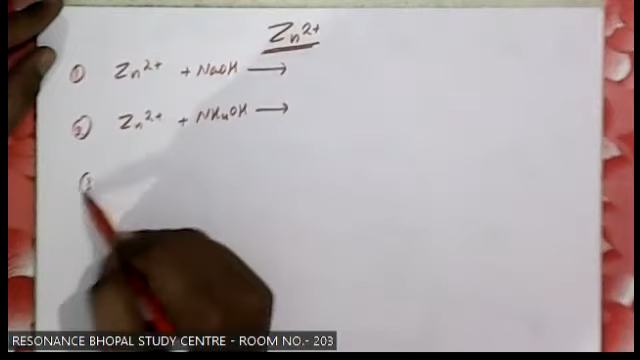 Zn²⁺
① Zn²⁺ + NaOH ⟶
② Zn²⁺ + NH₄OH ⟶
RESONANCE BHOPAL STUDY CENTRE - ROOM NO.- 203